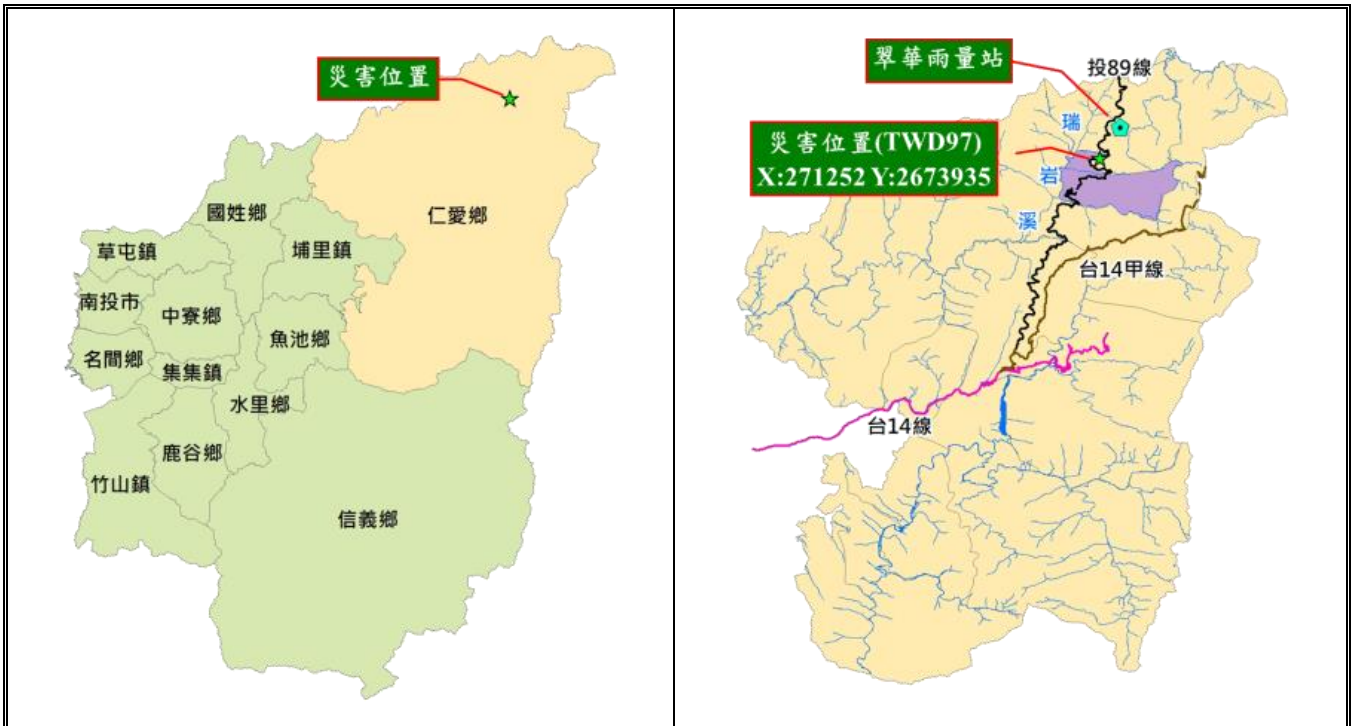 災害位置
仁愛鄉
國姓鄉
埔里鎮
草屯鎮
南投市
中寮鄉
魚池鄉
名間鄉
集集鎮
水里鄉
鹿谷鄉
竹山鎮
信義鄉
翠華雨量站
投89線
瑞
災害位置(TWD97)
X:271252 Y:2673935
岩
溪
台14甲線
台14線